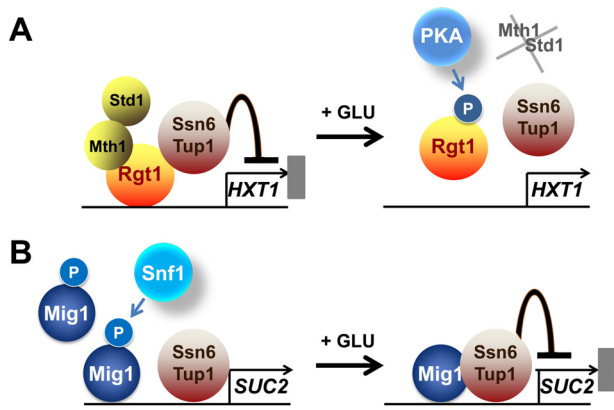 A
Std1
Mth1
Rgt1
Ssn6
Tup1
HXT1
+ GLU
PKA
P
Rgt1
Mth1
Std1
Ssn6
Tup1
HXT1
B
P
Mig1
P
Mig1
Snf1
Ssn6
Tup1
SUC2
+ GLU
Mig1
Ssn6
Tup1
SUC2